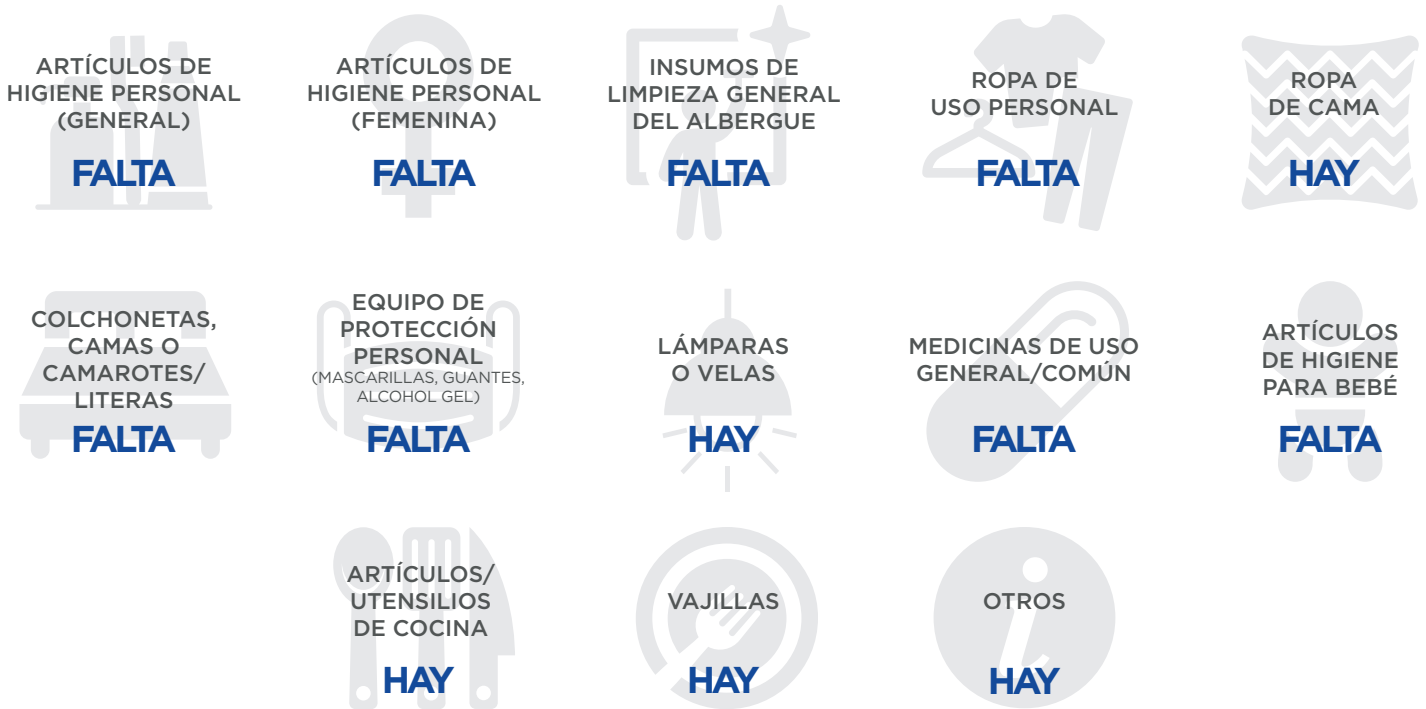 ARTÍCULOS DE
HIGIENE PERSONAL
(GENERAL)
FALTA
ARTÍCULOS DE
HIGIENE PERSONAL
(FEMENINA)
FALTA
INSUMOS DE
LIMPIEZA GENERAL
DEL ALBERGUE
FALTA
ROPA DE
USO PERSONAL
FALTA
ROPA
DE CAMA
HAY
COLCHONETAS,
CAMAS O
CAMAROTES/
LITERAS
FALTA
EQUIPO DE
PROTECCIÓN
PERSONAL
(MASCARILLAS, GUANTES,
ALCOHOL GEL)
FALTA
LÁMPARAS
O VELAS
HAY
MEDICINAS DE USO
GENERAL/COMÚN
FALTA
ARTÍCULOS
DE HIGIENE
PARA BEBÉ
FALTA
ARTÍCULOS/
UTENSILIOS
DE COCINA
HAY
VAJILLAS
HAY
OTROS
HAY